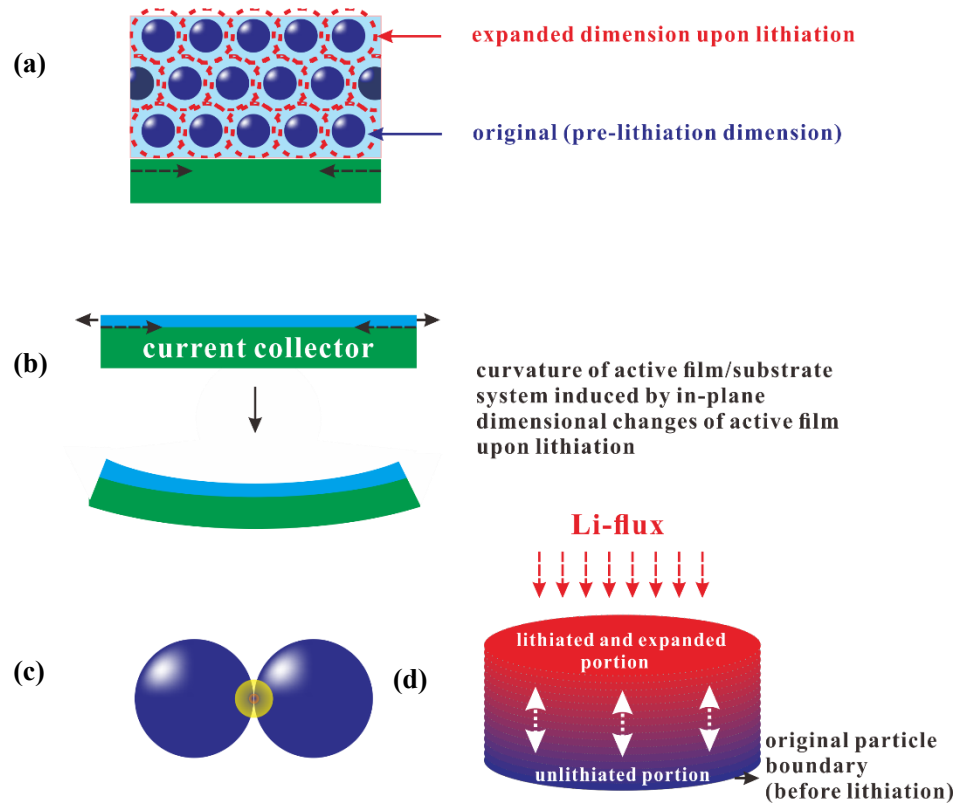 (a)
expanded dimension upon lithiation
original (pre-lithiation dimension)
(b)
current collector
curvature of active film/substrate
system induced by in-plane
dimensional changes of active film
upon lithiation
Li-flux
(c)
(d)
lithiated and expanded
portion
unlithiated portion
original particle
boundary
(before lithiation)